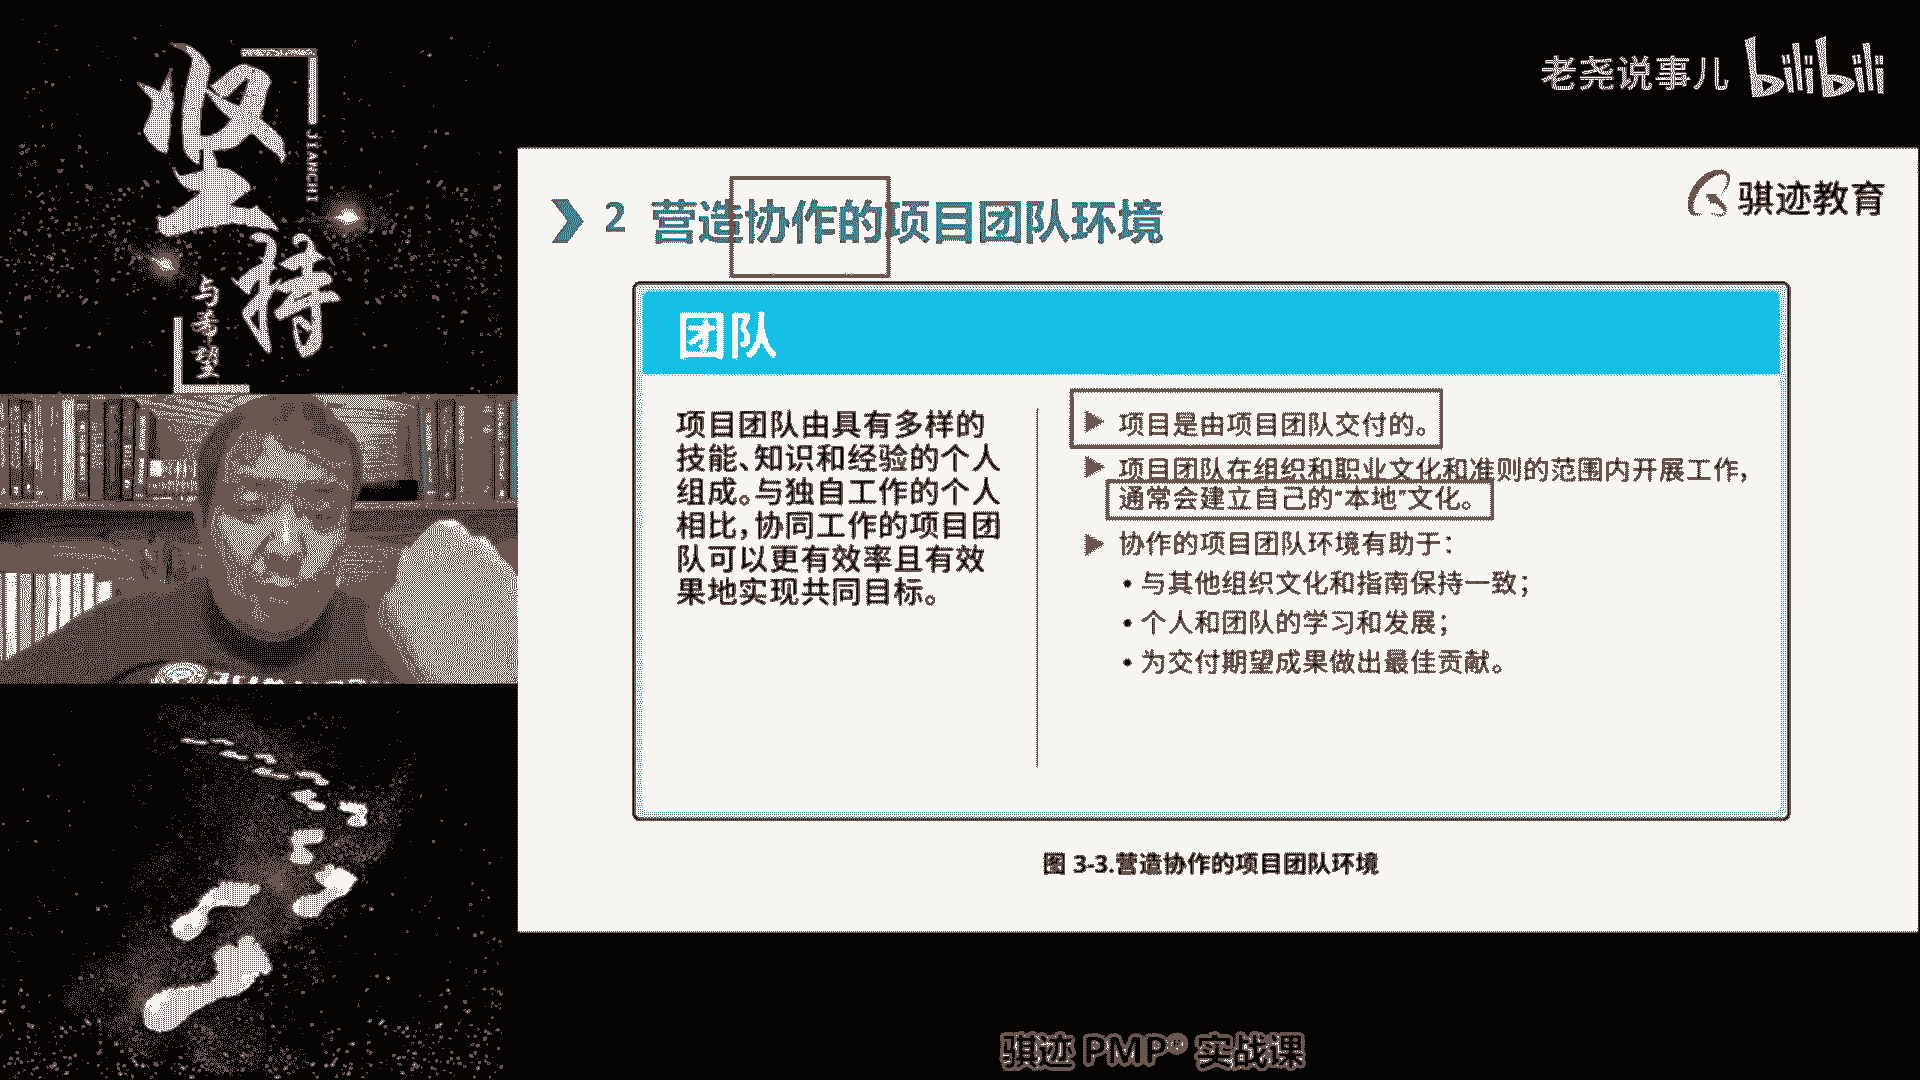 坚持
JIANCHI
与希望
老尧说事儿 bilibili
骐迹教育
2 营造协作的项目团队环境
团队
项目团队由具有多样的
技能、知识和经验的个人
组成。与独自工作的个人
相比，协同工作的项目团
队可以更有效率且有效
果地实现共同目标。
项目是由项目团队交付的。
项目团队在组织和职业文化和准则的范围内开展工作，
通常会建立自己的“本地”文化。
协作的项目团队环境有助于：
• 与其他组织文化和指南保持一致；
• 个人和团队的学习和发展；
• 为交付期望成果做出最佳贡献。
图 3-3.营造协作的项目团队环境
骐迹 PMP® 实战课